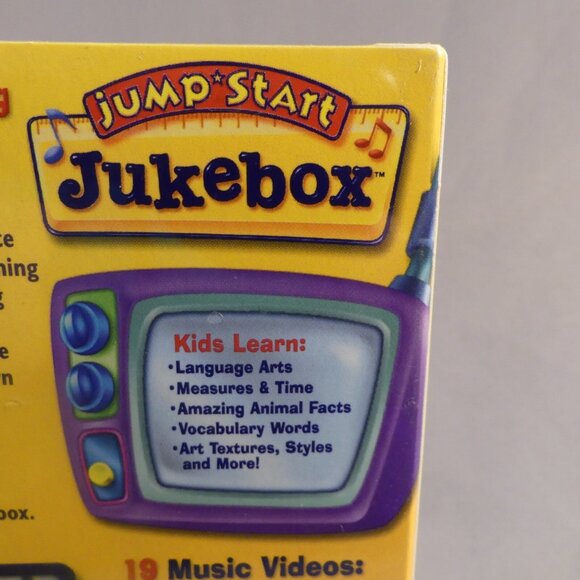 JUMP★START
Jukebox™
Kids Learn:
•Language Arts
•Measures & Time
•Amazing Animal Facts
•Vocabulary Words
•Art Textures, Styles
and More!
19 Music Videos: